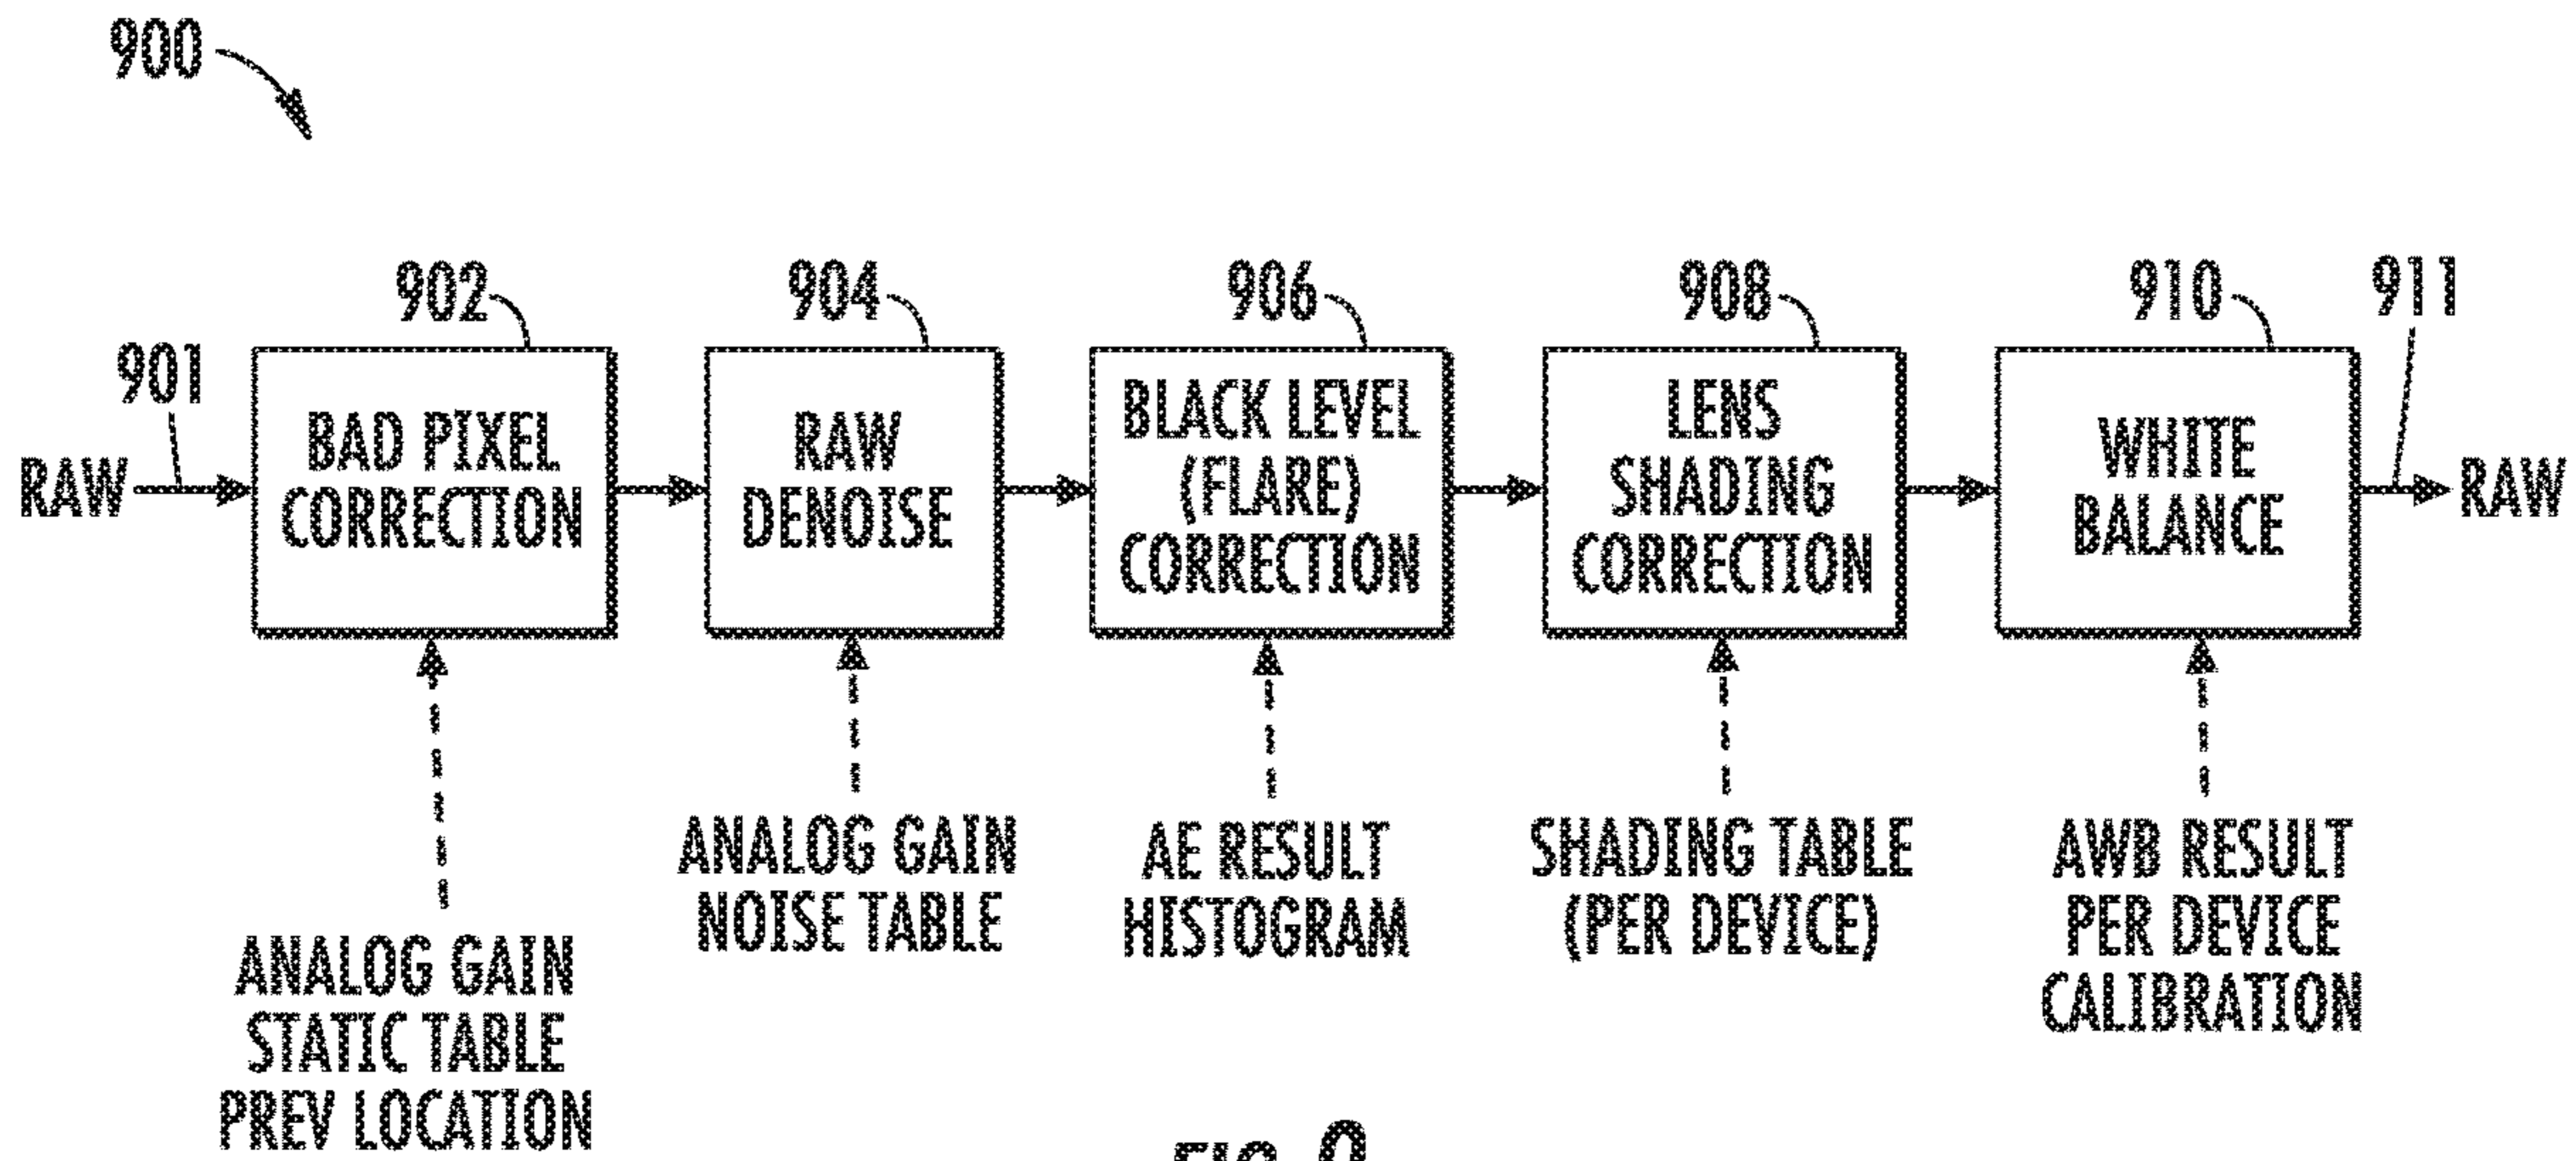 900
902
904
906
908
910
911
901
RAW
BAD PIXEL
CORRECTION
RAW
DENOISE
BLACK LEVEL
(FLARE)
CORRECTION
LENS
SHADING
CORRECTION
WHITE
BALANCE
RAW
ANALOG GAIN
STATIC TABLE
PREV LOCATION
ANALOG GAIN
NOISE TABLE
AE RESULT
HISTOGRAM
SHADING TABLE
(PER DEVICE)
AWB RESULT
PER DEVICE
CALIBRATION